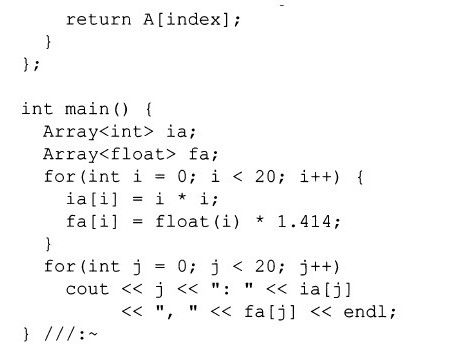 return A[index];
  }
};

int main() {
  Array<int> ia;
  Array<float> fa;
  for(int i = 0; i < 20; i++) {
    ia[i] = i * i;
    fa[i] = float(i) * 1.414;
  }
  for(int j = 0; j < 20; j++)
    cout << j << ": " << ia[j]
         << ", " << fa[j] << endl;
} ///:~